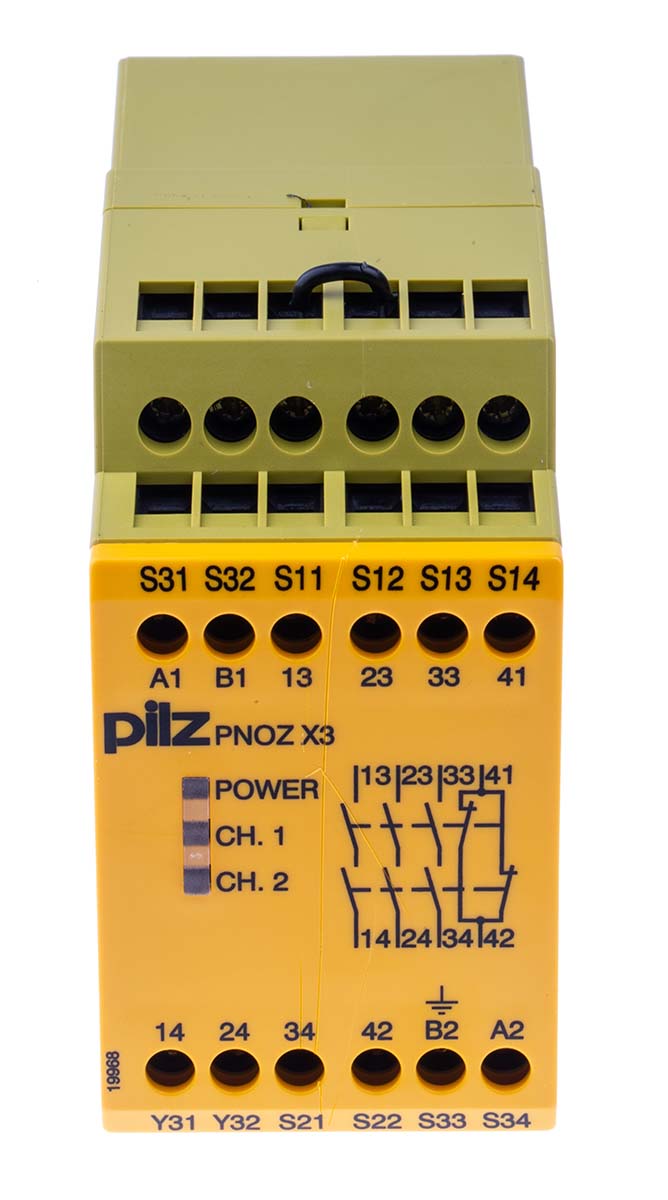 S31 S32 S11 S12 S13 S14
A1 B1 13 23 33 41
pilz PNOZ X3
POWER
CH. 1
CH. 2
13 23 33 41
14 24 34 42
14 24 34 42 B2 A2
19968
Y31 Y32 S21 S22 S33 S34